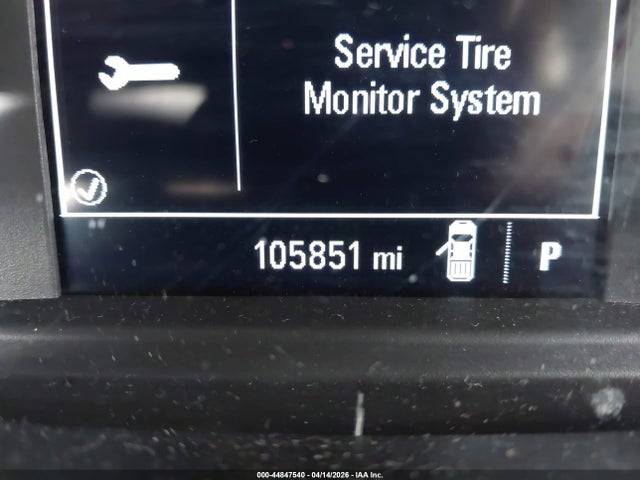 Service Tire
Monitor System
105851 mi
P
000-44847540 - 04/14/2026 - IAA Inc.